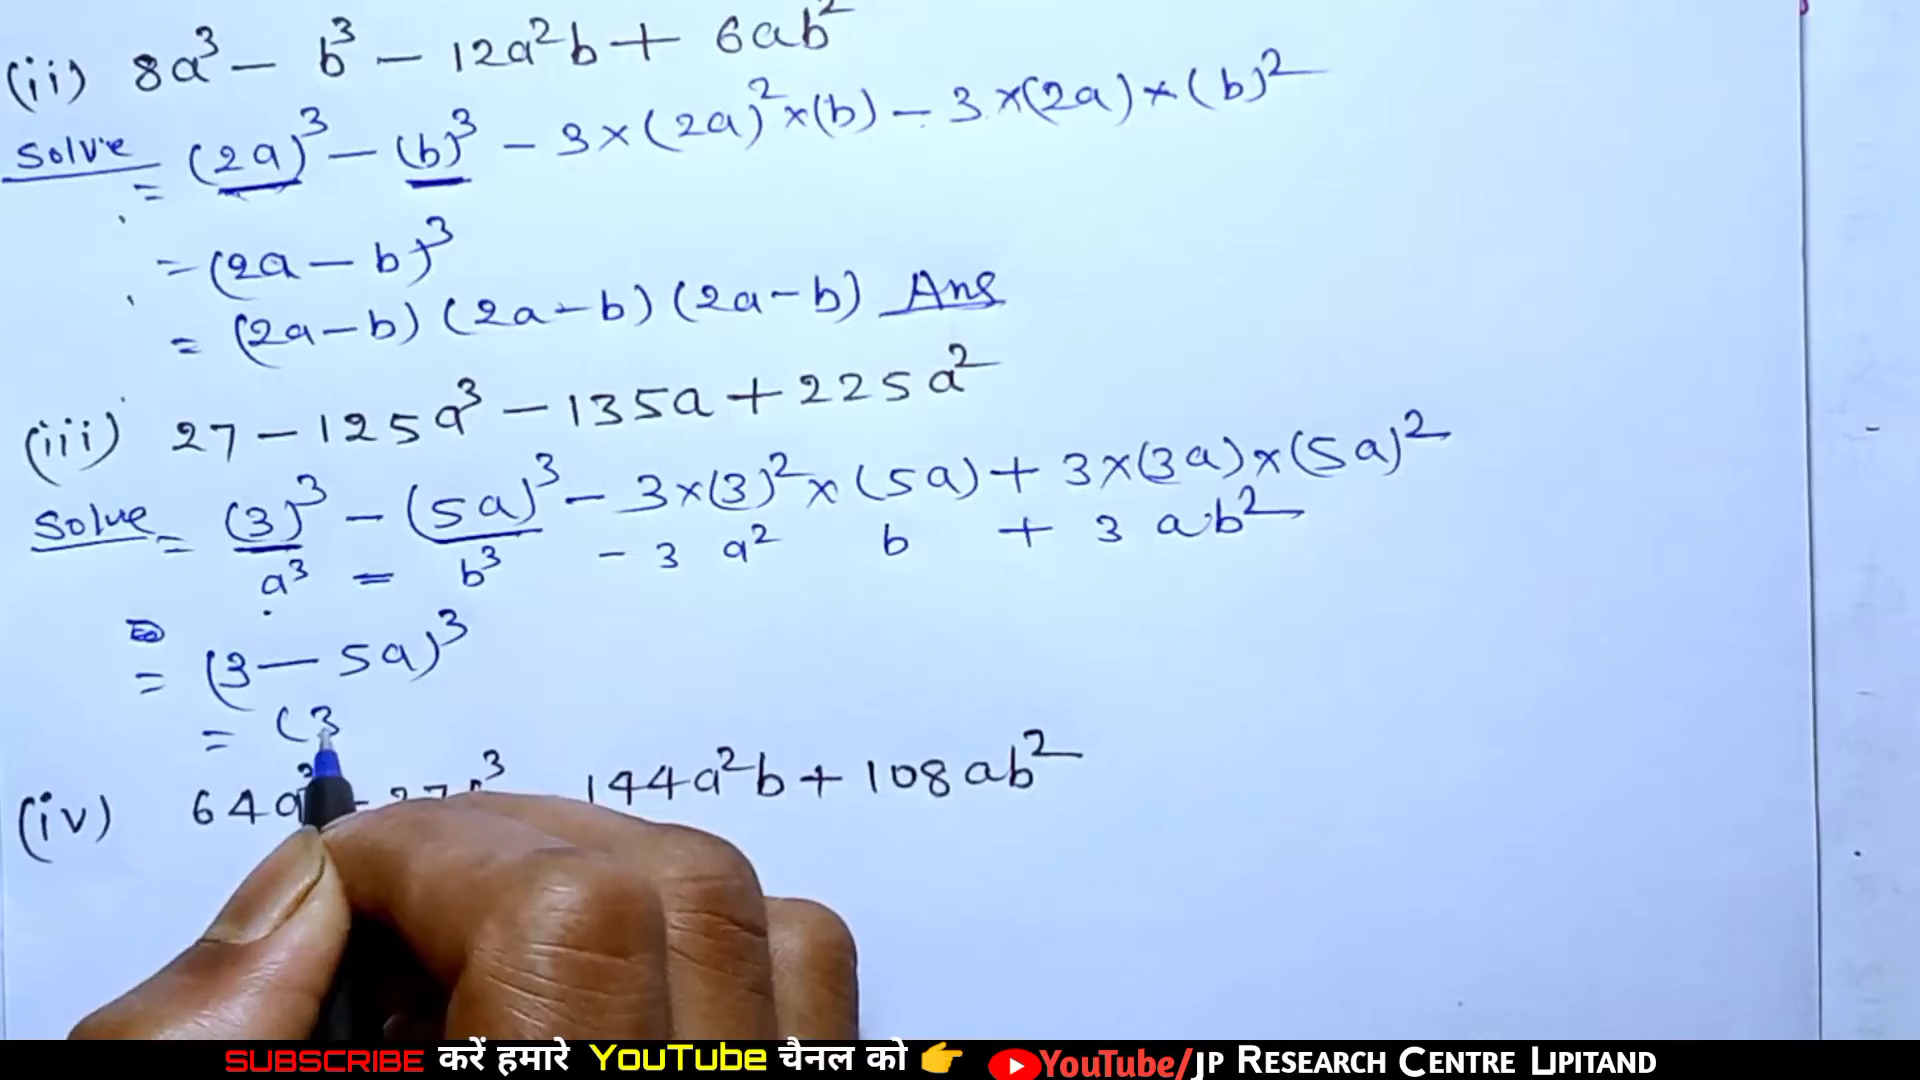 (ii) 8a³ - b³ - 12a²b + 6ab²
Solve = (2a)³ - (b)³ - 3×(2a)²×(b) - 3×(2a)×(b)²
= (2a - b)³
= (2a-b) (2a-b) (2a-b) Ans
(iii) 27 - 125a³ - 135a + 225a²
Solve = (3)³ - (5a)³ - 3×(3)²×(5a) + 3×(3a)×(5a)²
a³ = b³ - 3 a² b + 3 ab²
= (3 - 5a)³
= (3
(iv) 64a³ - 27 ³ 144a²b + 108ab²
SUBSCRIBE करें हमारे YouTube चैनल को 👉 YouTube/JP RESEARCH CENTRE LIPITAND